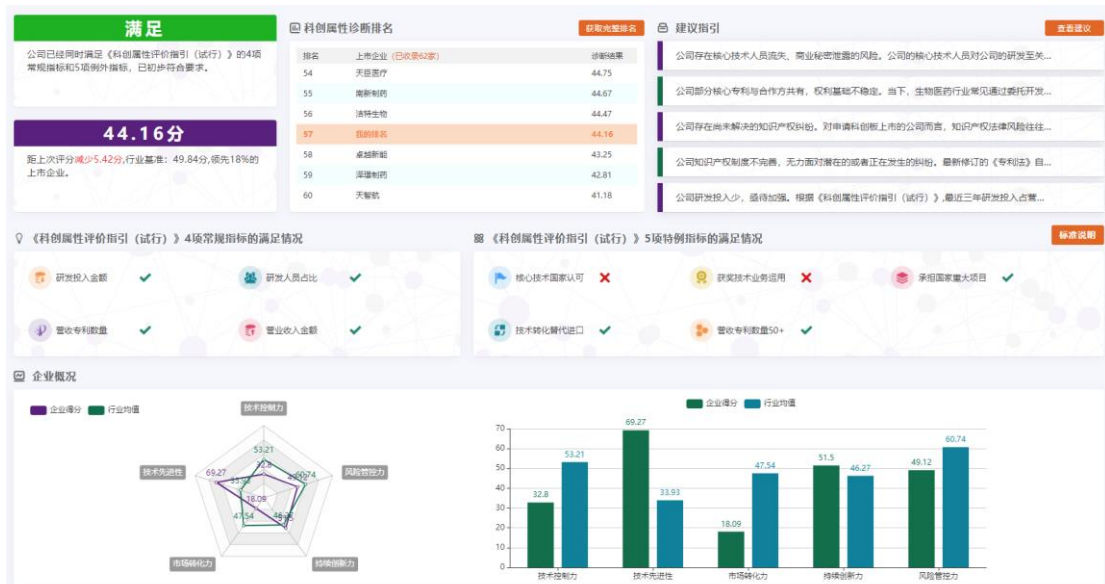 满足
公司已经同时满足《科创属性评价指引（试行）》的4项
常规指标和5项例外指标，已初步符合要求。
44.16分
距上次评分减少5.42分,行业基准：49.84分,领先18%的
上市企业。
科创属性诊断排名
获取完整排名
排名 上市企业（已收录62家） 诊断结果
54 天臣医疗 44.75
55 南新制药 44.67
56 洁特生物 44.47
57 我的排名 44.16
58 卓越新能 43.25
59 泽璟制药 42.81
60 天智航 41.18
建议指引
查看建议
公司存在核心技术人员流失、商业秘密泄露的风险。公司的核心技术人员对公司的研发至关...
公司部分核心专利与合作方共有，权利基础不稳定。当下，生物医药行业常见通过委托开发...
公司存在尚未解决的知识产权纠纷。对申请科创板上市的公司而言，知识产权法律风险往往...
公司知识产权制度不完善，无力面对潜在的或者正在发生的纠纷。最新修订的《专利法》自...
公司研发投入少，亟待加强。根据《科创属性评价指引（试行）》,最近三年研发投入占营...
《科创属性评价指引（试行）》4项常规指标的满足情况
研发投入金额
研发人员占比
营收专利数量
营业收入金额
《科创属性评价指引（试行）》5项特例指标的满足情况
标准说明
核心技术国家认可
获奖技术业务运用
承担国家重大项目
技术转化替代进口
营收专利数量50+
企业概况
企业得分 行业均值
技术控制力
53.21
32.8
技术先进性
69.27
33.93
60.74
49.12
风险管控力
18.09
47.54
46.27
51.5
市场转化力
持续创新力
企业得分 行业均值
70
60
50
40
30
20
10
0
32.8
53.21
69.27
33.93
18.09
47.54
51.5
46.27
49.12
60.74
技术控制力
技术先进性
市场转化力
持续创新力
风险管控力